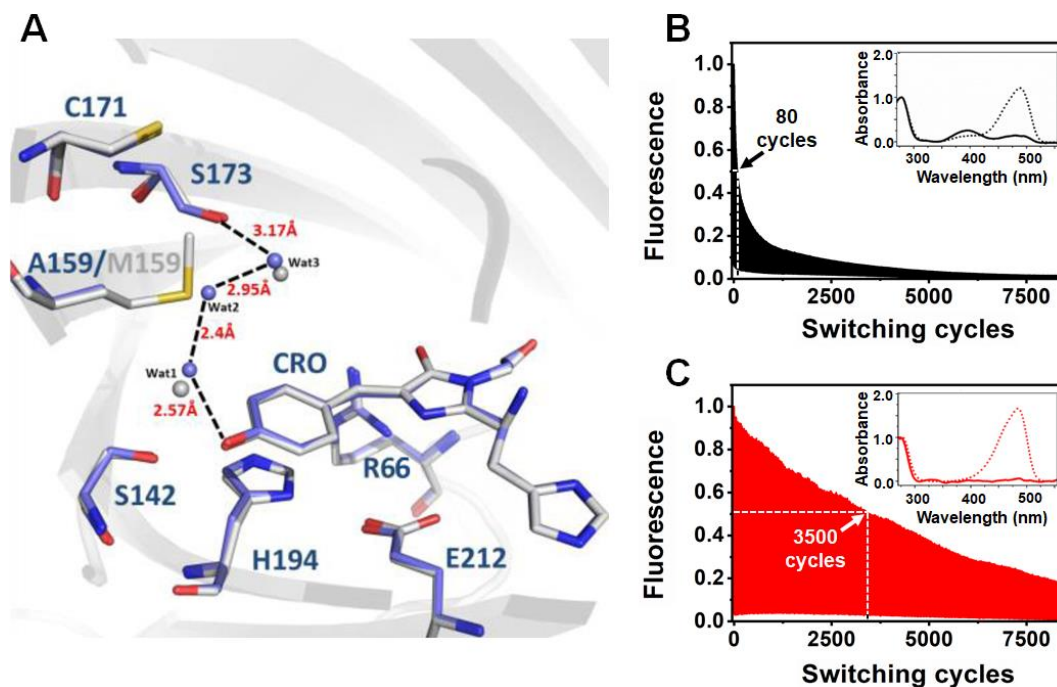 A
C171
S173
3.17Å
A159/M159
Wat3
2.95Å
Wat2
2.4Å
Wat1
CRO
2.57Å
R66
S142
H194
E212
B
Fluorescence
1.0
0.8
0.6
0.4
0.2
0.0
80
cycles
Absorbance
2.0
1.0
0.0
300 400 500
Wavelength (nm)
0 2500 5000 7500
Switching cycles
C
Fluorescence
1.0
0.8
0.6
0.4
0.2
0.0
3500
cycles
Absorbance
2.0
1.0
0.0
300 400 500
Wavelength (nm)
0 2500 5000 7500
Switching cycles